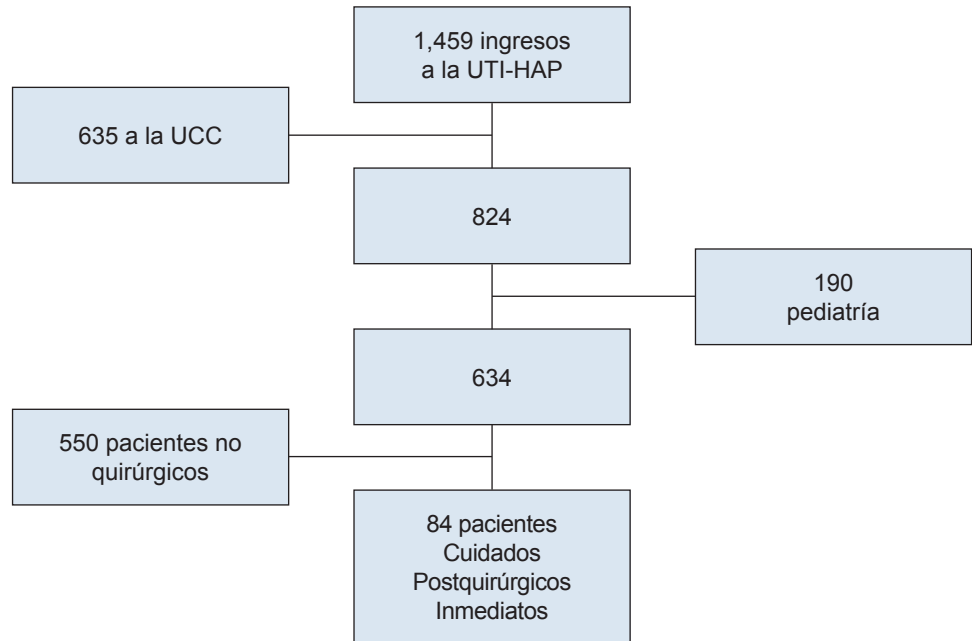 1,459 ingresos
a la UTI-HAP
635 a la UCC
824
190
pediatría
634
550 pacientes no
quirúrgicos
84 pacientes
Cuidados
Postquirúrgicos
Inmediatos